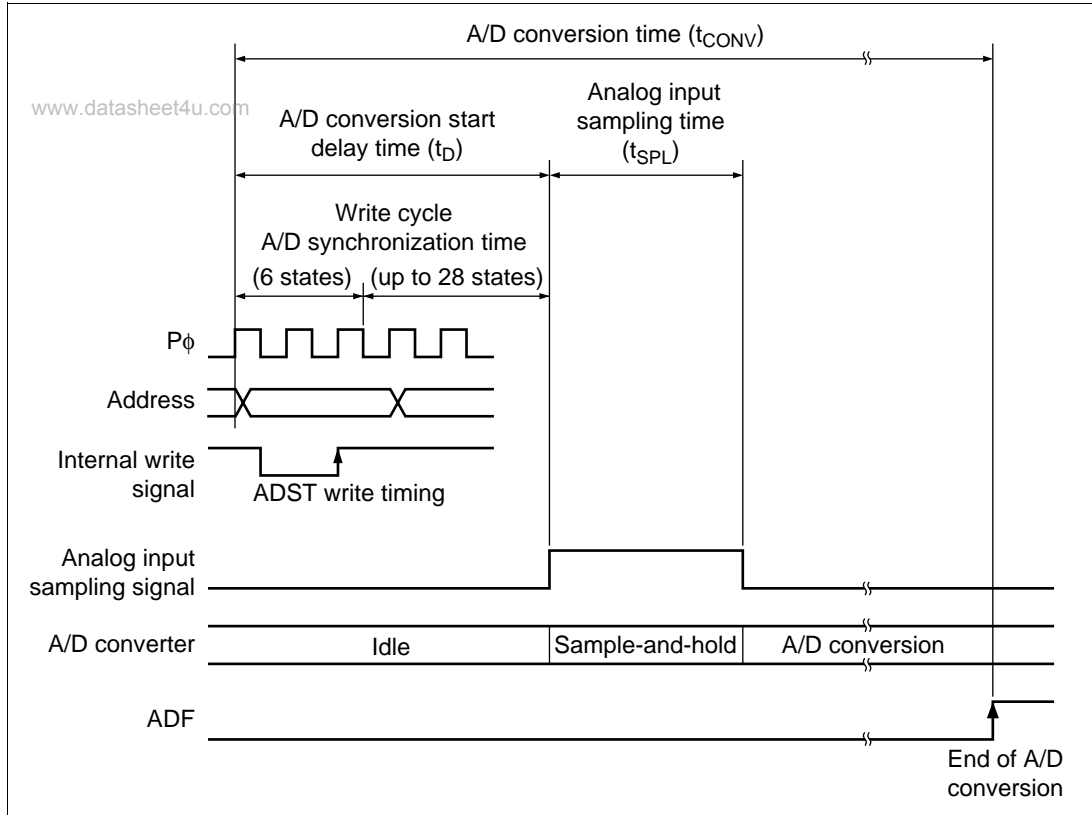 A/D conversion time (tCONV)
www.datasheet4u.com
A/D conversion start
delay time (tD)
Analog input
sampling time
(tSPL)
Write cycle
A/D synchronization time
(6 states)
(up to 28 states)
Pϕ
Address
Internal write
signal
ADST write timing
Analog input
sampling signal
A/D converter
Idle
Sample-and-hold
A/D conversion
ADF
End of A/D
conversion